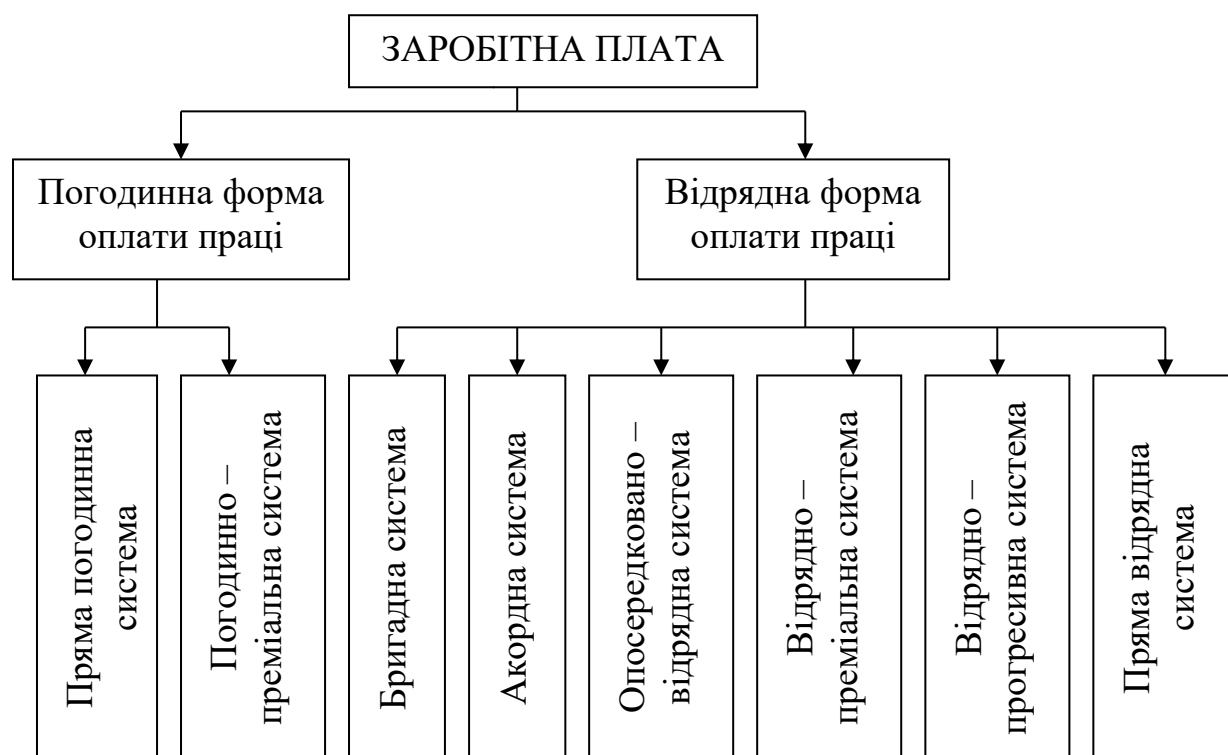 ЗАРОБІТНА ПЛАТА
Погодинна форма
оплати праці
Відрядна форма
оплати праці
Пряма погодинна
система
Погодинно –
преміальна система
Бригадна система
Акордна система
Опосередковано –
відрядна система
Відрядно –
преміальна система
Відрядно –
прогресивна система
Пряма відрядна
система